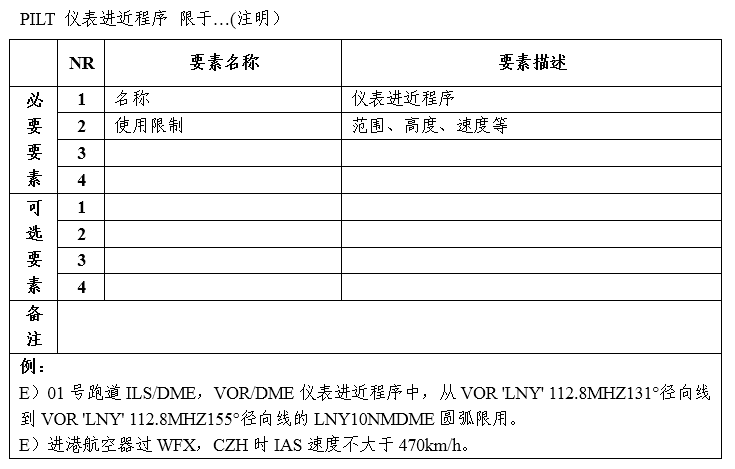 PILT 仪表进近程序 限于…(注明）
NR 要素名称 要素描述
必要要素
1 名称 仪表进近程序
2 使用限制 范围、高度、速度等
3
4
可选要素
1
2
3
4
备注
例：
E）01 号跑道 ILS/DME，VOR/DME 仪表进近程序中，从 VOR 'LNY' 112.8MHZ131°径向线
到 VOR 'LNY' 112.8MHZ155°径向线的 LNY10NMDME 圆弧限用。
E）进港航空器过 WFX，CZH 时 IAS 速度不大于 470km/h。